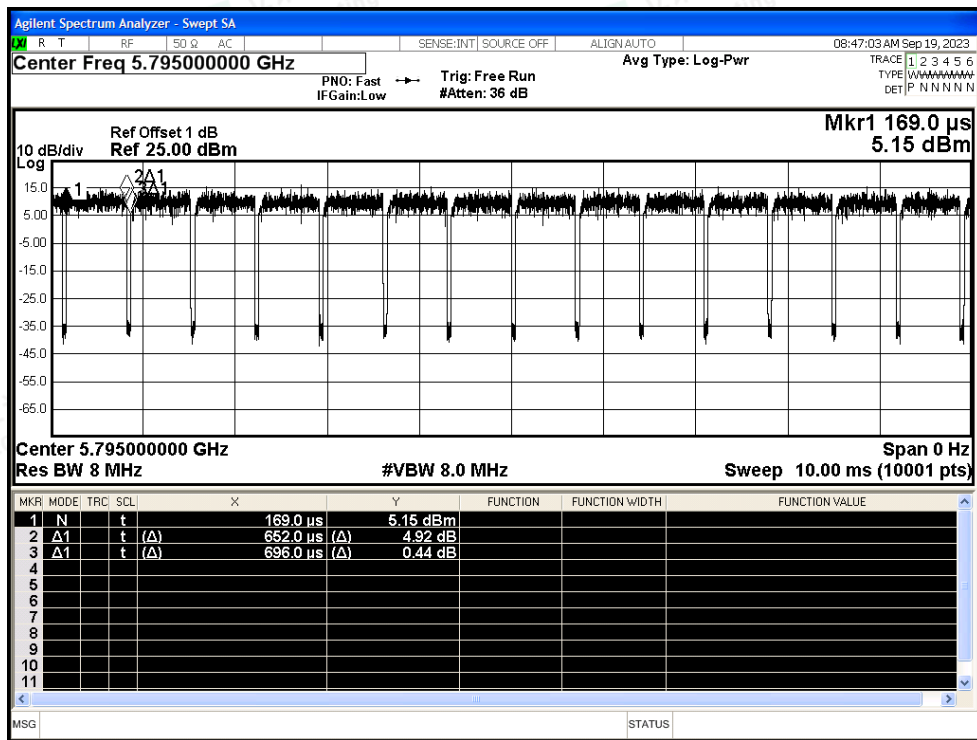 Agilent Spectrum Analyzer - Swept SA
LXI R T RF 50 Ω AC SENSE:INT SOURCE OFF ALIGN AUTO 08:47:03 AM Sep 19, 2023
Center Freq 5.795000000 GHz
PNO: Fast
IFGain:Low
Trig: Free Run
#Atten: 36 dB
Avg Type: Log-Pwr
TRACE 1 2 3 4 5 6
TYPE WWWWWW
DET P N N N N N
Mkr1 169.0 µs
5.15 dBm
Ref Offset 1 dB
10 dB/div Ref 25.00 dBm
Log
15.0
5.00
-5.00
-15.0
-25.0
-35.0
-45.0
-55.0
-65.0
1
2Δ1
3Δ1
Center 5.795000000 GHz Span 0 Hz
Res BW 8 MHz #VBW 8.0 MHz Sweep 10.00 ms (10001 pts)
MKR MODE TRC SCL X Y FUNCTION FUNCTION WIDTH FUNCTION VALUE
1 N t 169.0 µs 5.15 dBm
2 Δ1 t (Δ) 652.0 µs (Δ) 4.92 dB
3 Δ1 t (Δ) 696.0 µs (Δ) 0.44 dB
4
5
6
7
8
9
10
11
MSG STATUS